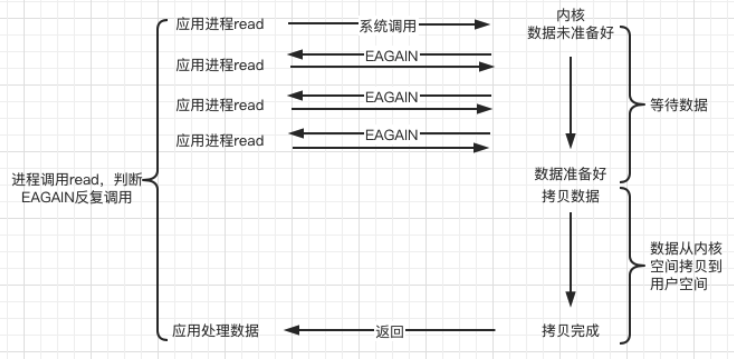 应用进程read
系统调用
内核
数据未准备好
EAGAIN
应用进程read
EAGAIN
应用进程read
等待数据
EAGAIN
应用进程read
进程调用read，判断
EAGAIN反复调用
数据准备好
拷贝数据
数据从内核
空间拷贝到
用户空间
应用处理数据
返回
拷贝完成